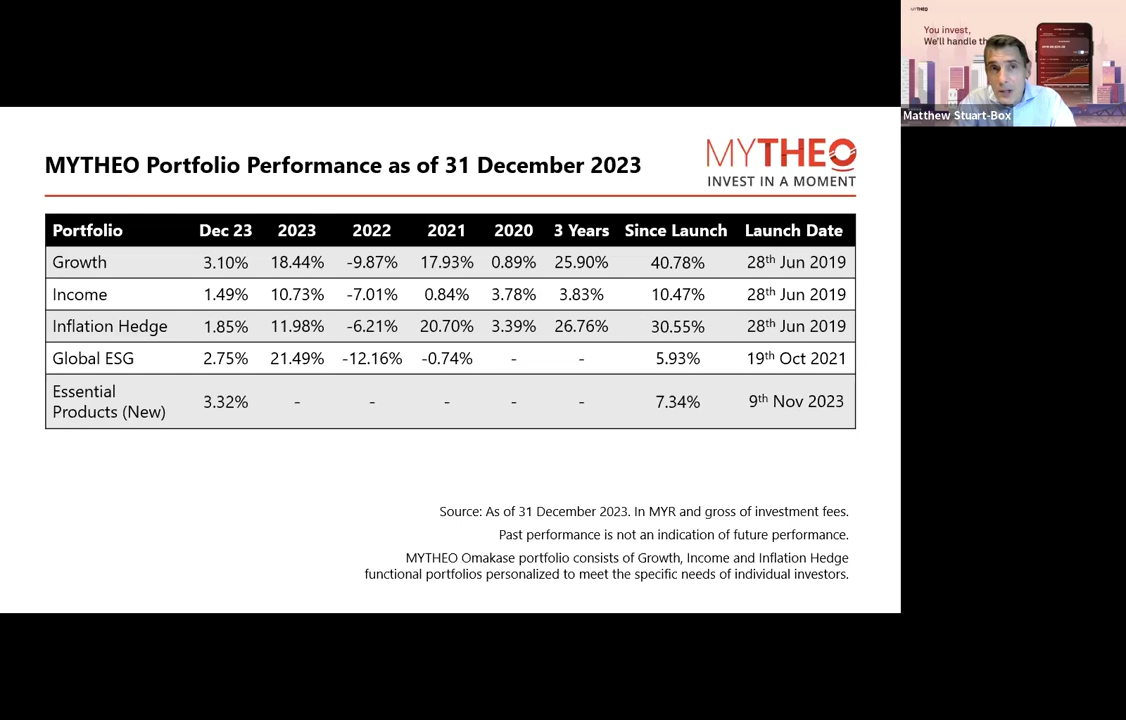 MYTHEO
You invest,
We'll handle th
Matthew Stuart-Box
MYTHEO Portfolio Performance as of 31 December 2023
MYTHEO
INVEST IN A MOMENT
Portfolio Dec 23 2023 2022 2021 2020 3 Years Since Launch Launch Date
Growth 3.10% 18.44% -9.87% 17.93% 0.89% 25.90% 40.78% 28th Jun 2019
Income 1.49% 10.73% -7.01% 0.84% 3.78% 3.83% 10.47% 28th Jun 2019
Inflation Hedge 1.85% 11.98% -6.21% 20.70% 3.39% 26.76% 30.55% 28th Jun 2019
Global ESG 2.75% 21.49% -12.16% -0.74% - - 5.93% 19th Oct 2021
Essential
Products (New) 3.32% - - - - - 7.34% 9th Nov 2023
Source: As of 31 December 2023. In MYR and gross of investment fees.
Past performance is not an indication of future performance.
MYTHEO Omakase portfolio consists of Growth, Income and Inflation Hedge
functional portfolios personalized to meet the specific needs of individual investors.